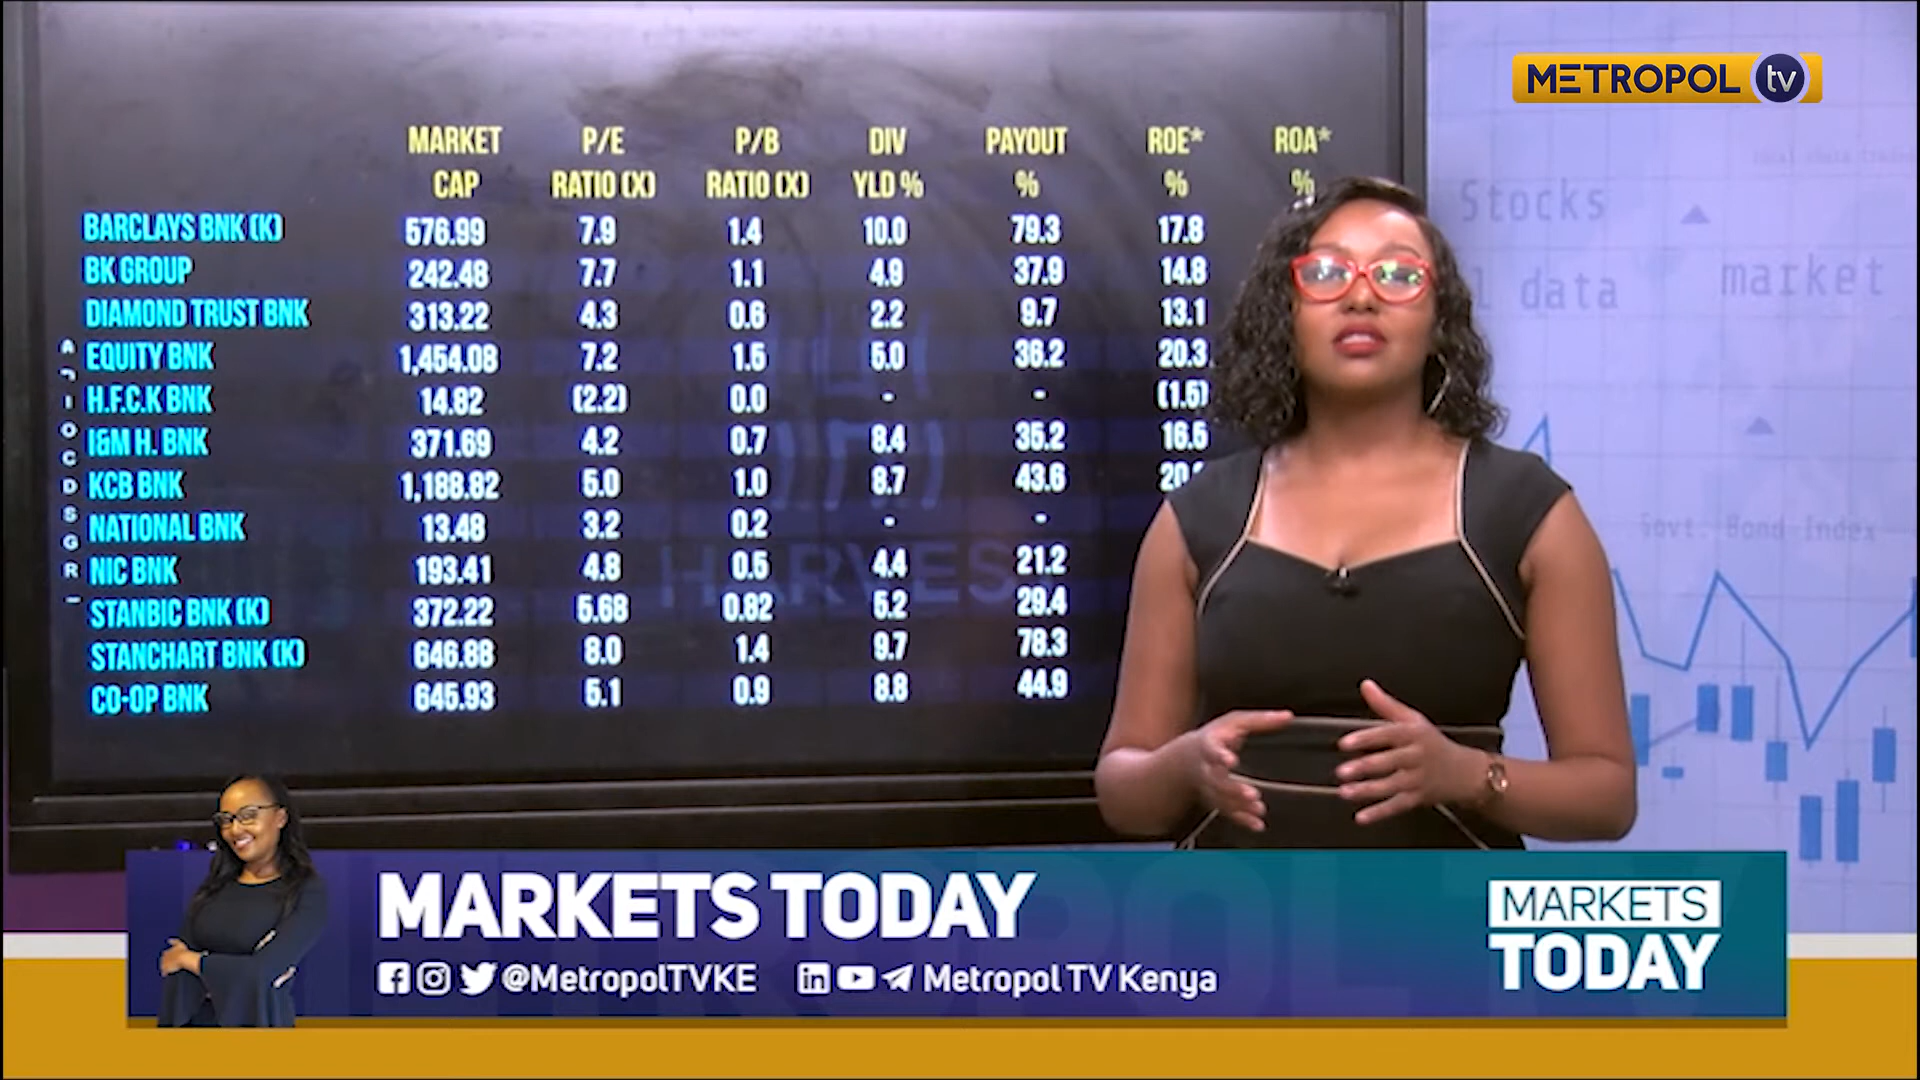 METROPOL tv
MARKET CAP P/E RATIO (X) P/B RATIO (X) DIV YLD % PAYOUT % ROE* % ROA* %
BARCLAYS BNK (K) 576.99 7.9 1.4 10.0 79.3 17.8
BK GROUP 242.48 7.7 1.1 4.9 37.9 14.8
DIAMOND TRUST BNK 313.22 4.3 0.6 2.2 9.7 13.1
EQUITY BNK 1,454.08 7.2 1.5 5.0 36.2 20.3
H.F.C.K BNK 14.82 (2.2) 0.0 - - (1.5)
I&M H. BNK 371.69 4.2 0.7 8.4 35.2 16.5
KCB BNK 1,188.82 5.0 1.0 8.7 43.6 20
NATIONAL BNK 13.48 3.2 0.2 - -
NIC BNK 193.41 4.8 0.5 4.4 21.2
STANBIC BNK (K) 372.22 5.68 0.82 5.2 29.4
STANCHART BNK (K) 646.88 8.0 1.4 9.7 78.3
CO-OP BNK 645.93 5.1 0.9 8.8 44.9
HARVES
Stocks
data
market
Govt. Bond index
MARKETS TODAY
@MetropolTVKE Metropol TV Kenya
MARKETS
TODAY